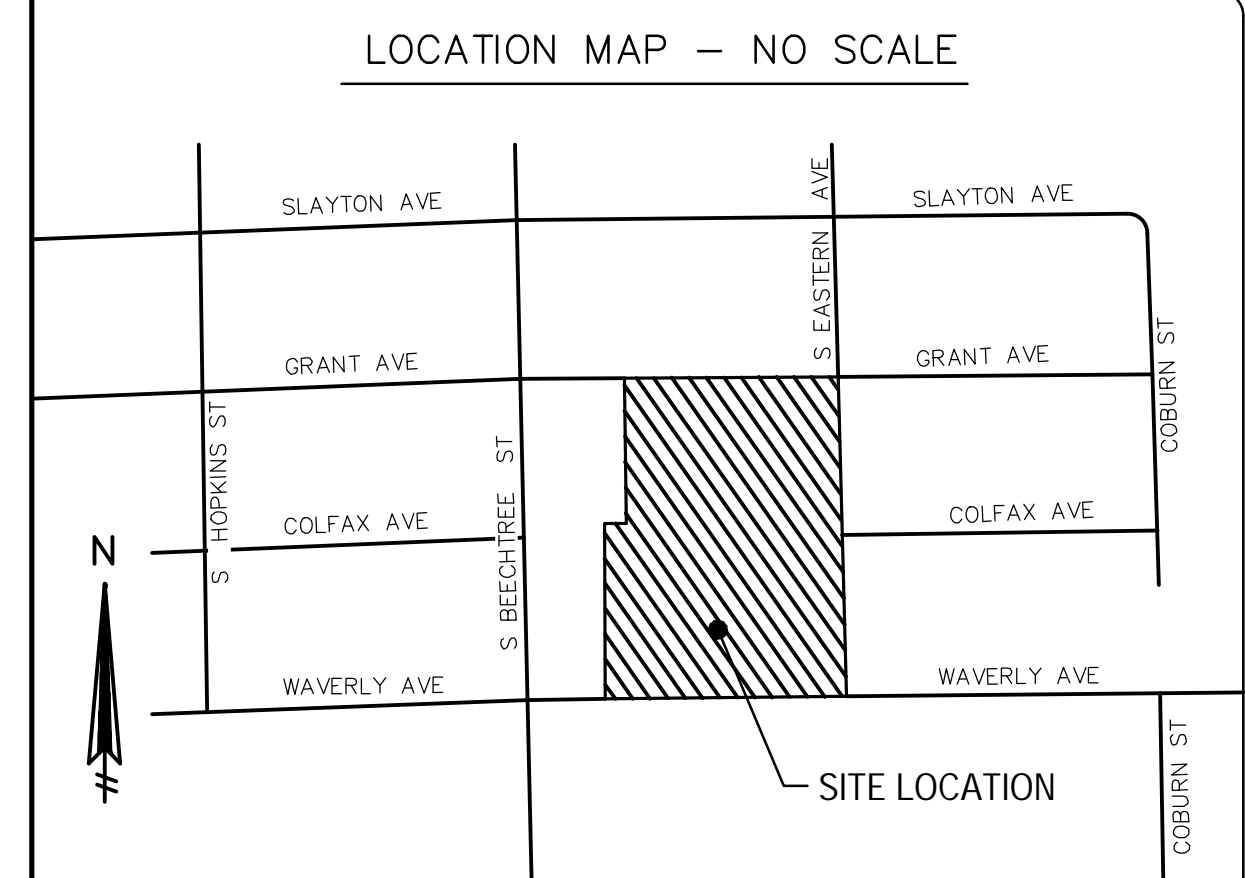 LOCATION MAP – NO SCALE
SLAYTON AVE
S EASTERN AVE
SLAYTON AVE
GRANT AVE
GRANT AVE
COBURN ST
S HOPKINS ST
S BEECHTREE ST
COLFAX AVE
COLFAX AVE
N
WAVERLY AVE
WAVERLY AVE
SITE LOCATION
COBURN ST